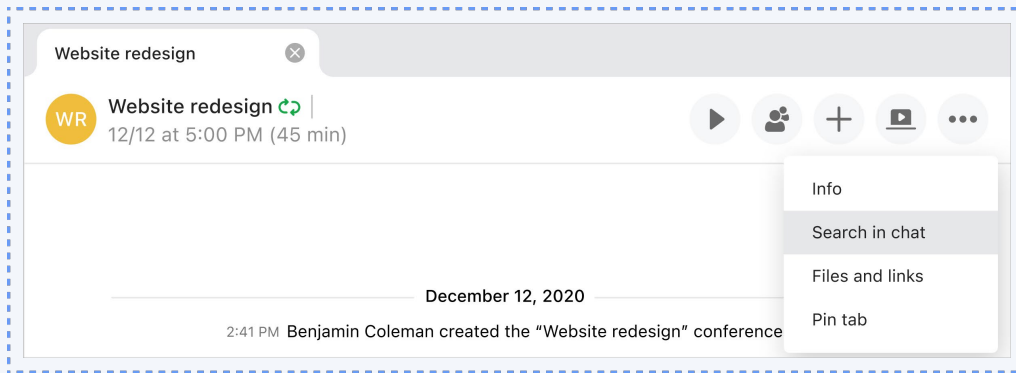 Website redesign
WR
Website redesign
12/12 at 5:00 PM (45 min)
Info
Search in chat
Files and links
Pin tab
December 12, 2020
2:41 PM Benjamin Coleman created the “Website redesign” conference